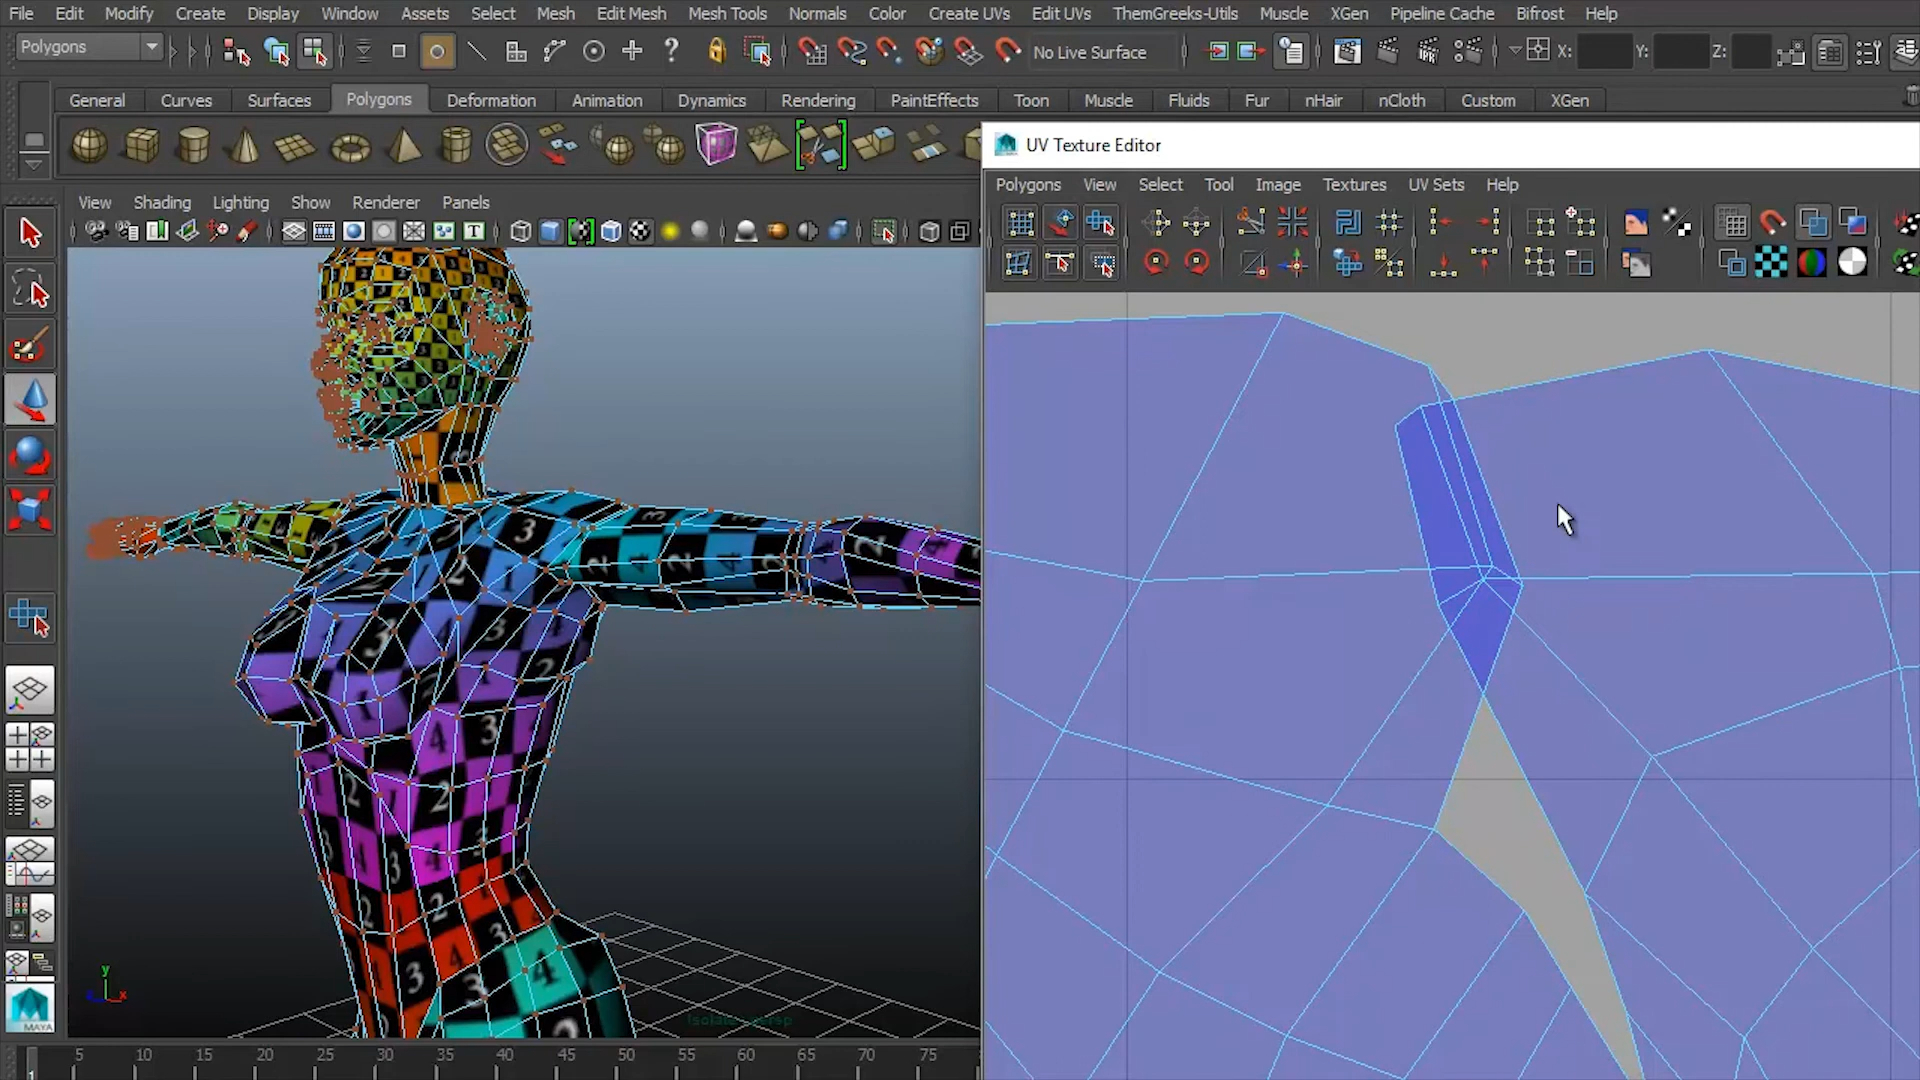 File Edit Modify Create Display Window Assets Select Mesh Edit Mesh Mesh Tools Normals Color Create UVs Edit UVs ThemGreeks-Utils Muscle XGen Pipeline Cache Bifrost Help
Polygons No Live Surface X: Y: Z:
General Curves Surfaces Polygons Deformation Animation Dynamics Rendering PaintEffects Toon Muscle Fluids Fur nHair nCloth Custom XGen
UV Texture Editor
Polygons View Select Tool Image Textures UV Sets Help
View Shading Lighting Show Renderer Panels
y
x
MAYA
5 10 15 20 25 30 35 40 45 50 55 60 65 70 75
1